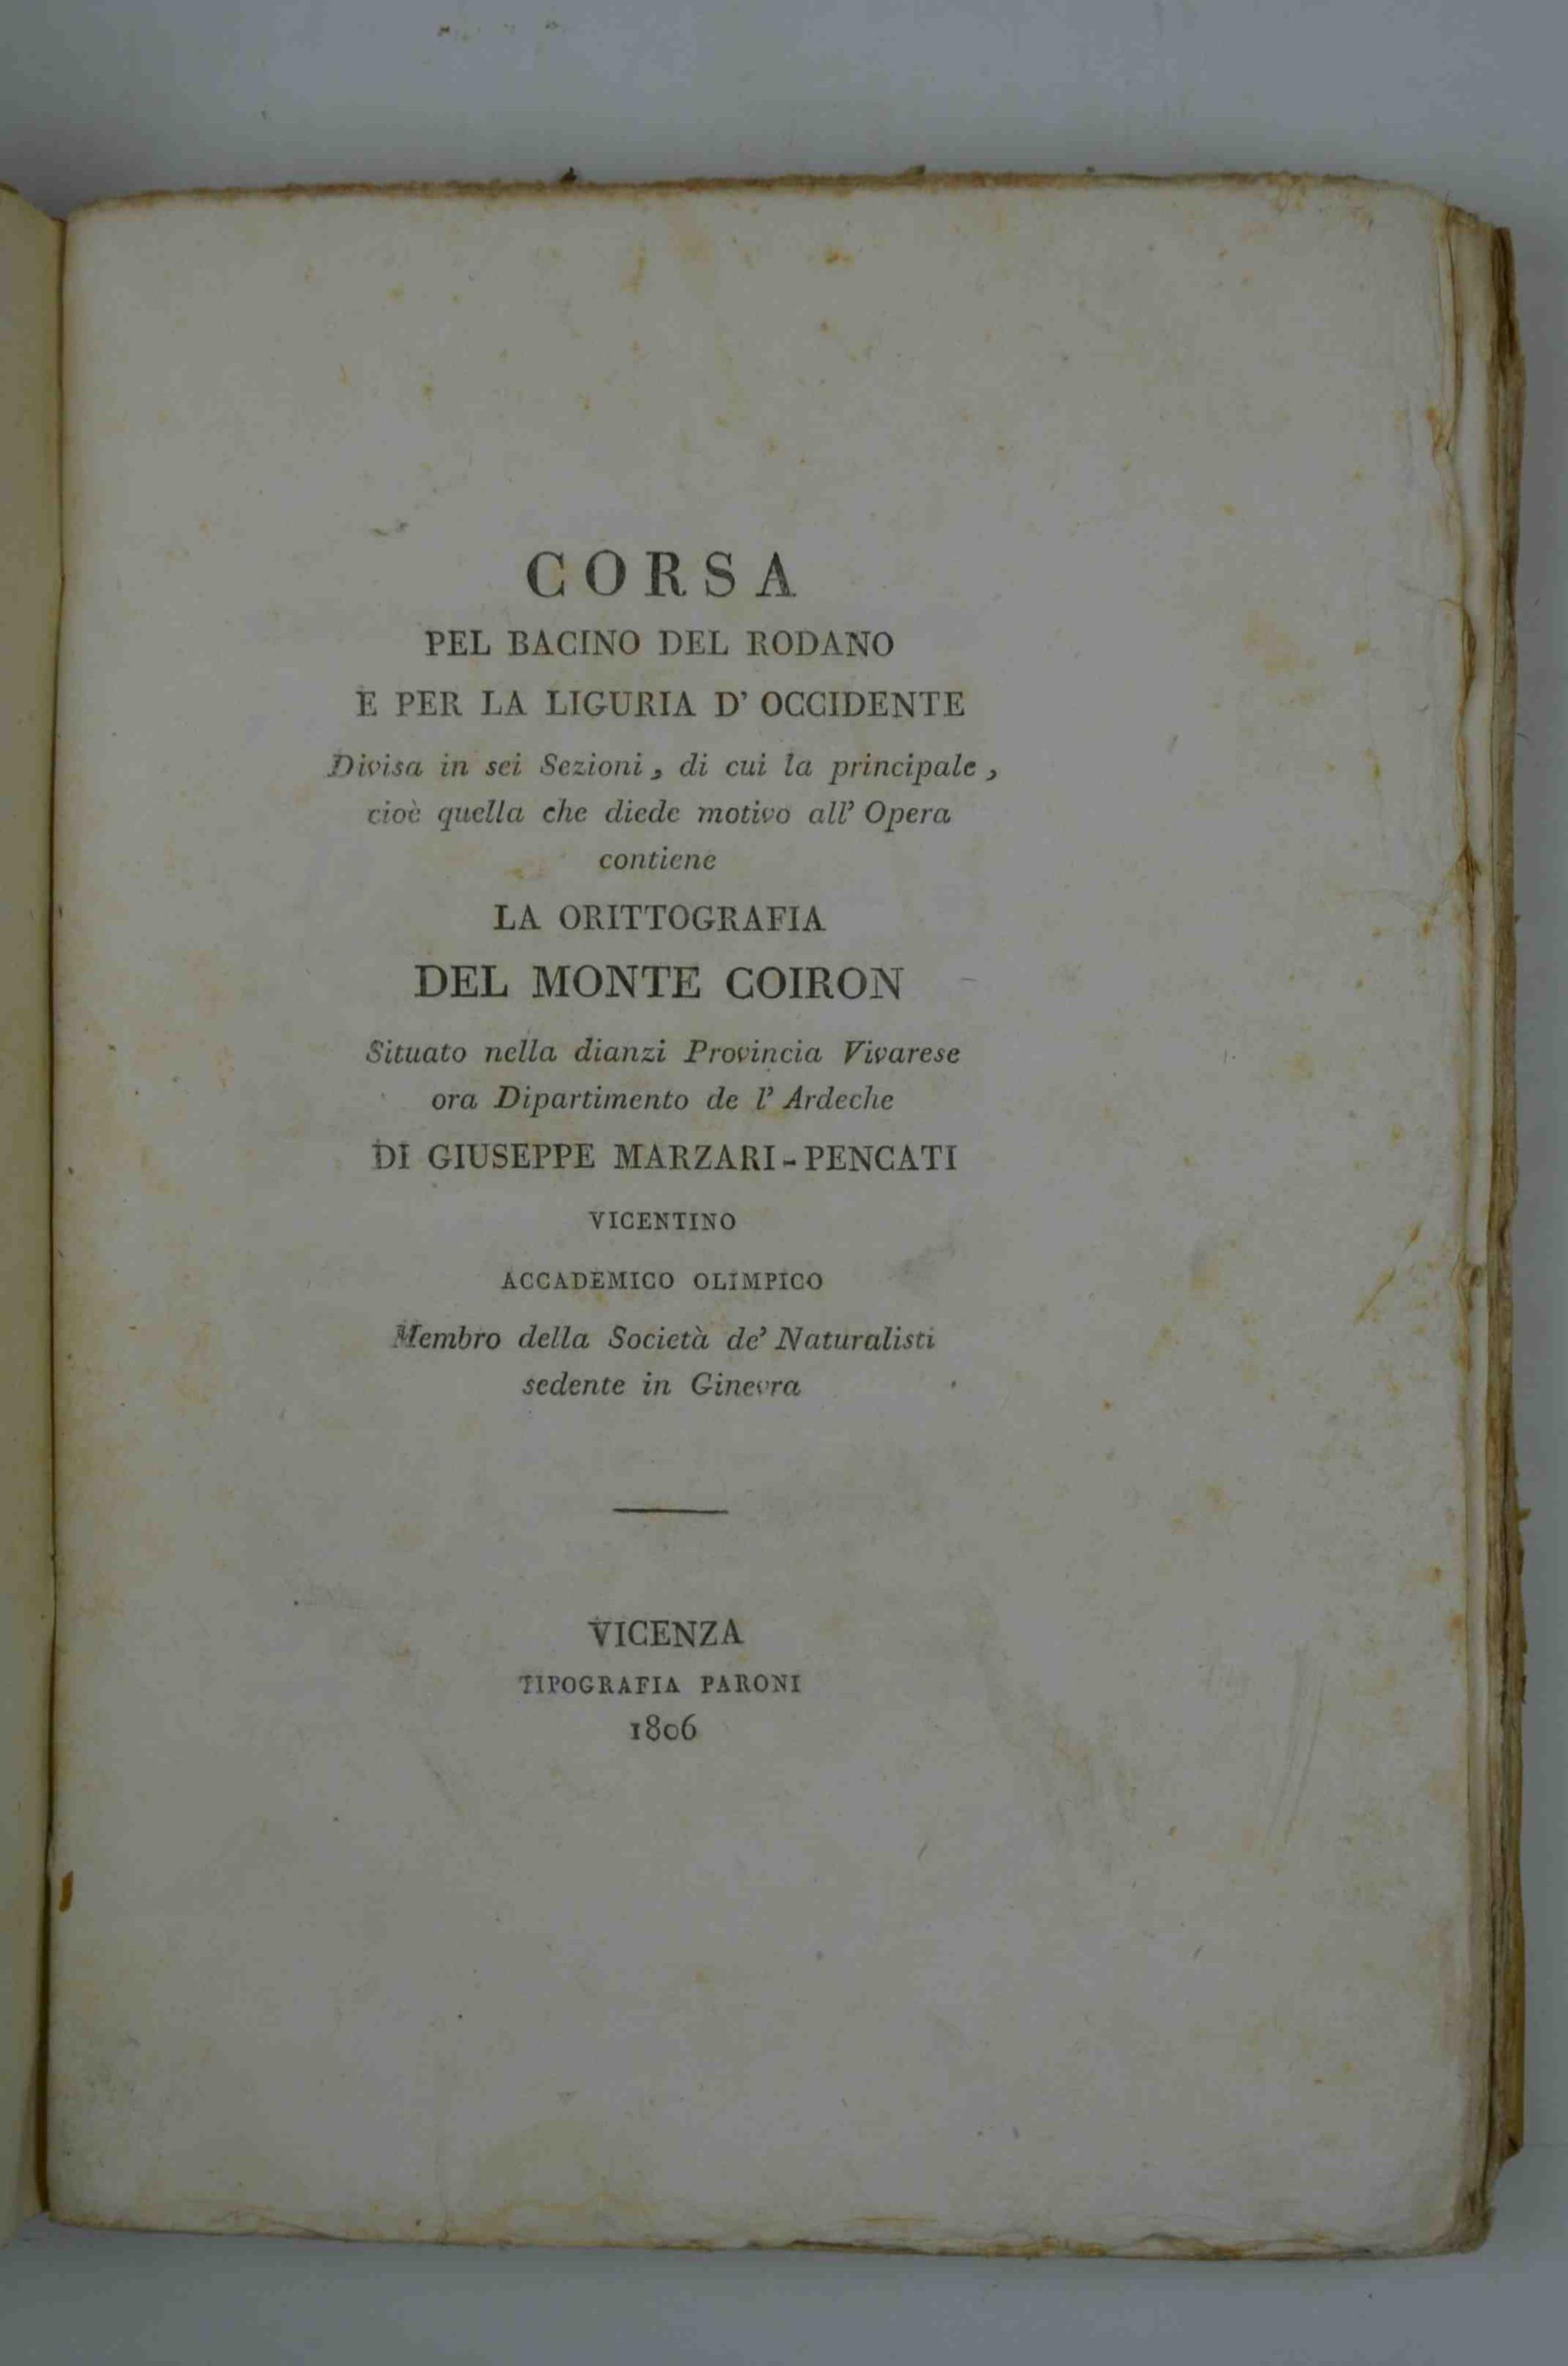 CORSA
PEL BACINO DEL RODANO
E PER LA LIGURIA D' OCCIDENTE
Divisa in sei Sezioni, di cui la principale,
cioè quella che diede motivo all' Opera
contiene
LA ORITTOGRAFIA
DEL MONTE COIRON
Situato nella dianzi Provincia Vivarese
ora Dipartimento de l' Ardeche
DI GIUSEPPE MARZARI-PENCATI
VICENTINO
ACCADEMICO OLIMPICO
Membro della Società de' Naturalisti
sedente in Ginevra
VICENZA
TIPOGRAFIA PARONI
1806